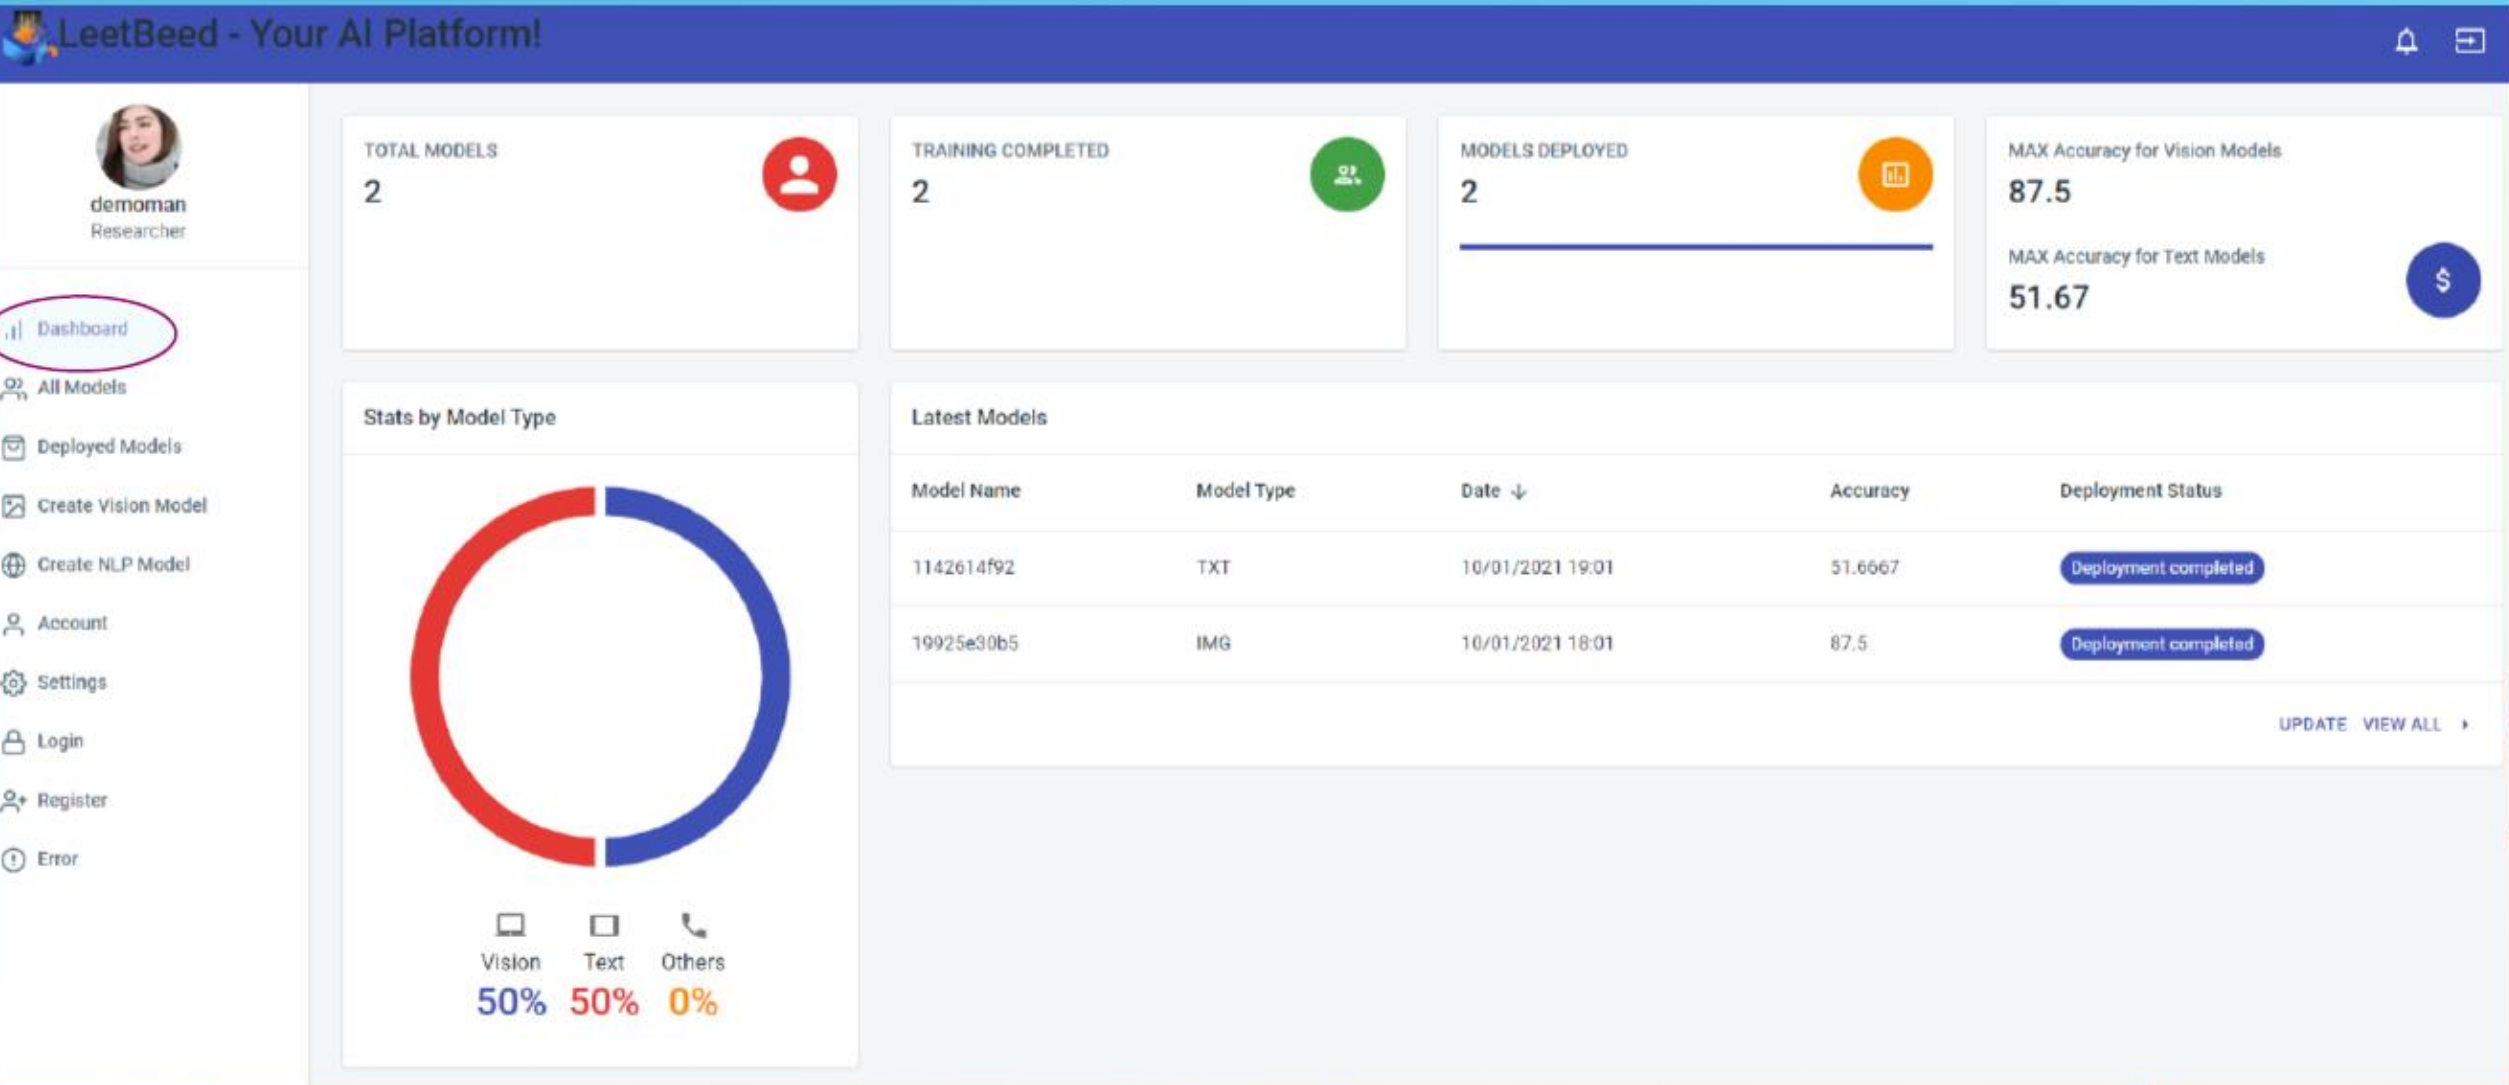 LeetBeed - Your AI Platform!
demoman
Researcher
Dashboard
All Models
Deployed Models
Create Vision Model
Create NLP Model
Account
Settings
Login
Register
Error
TOTAL MODELS
2
TRAINING COMPLETED
2
MODELS DEPLOYED
2
MAX Accuracy for Vision Models
87.5
MAX Accuracy for Text Models
51.67
$
Stats by Model Type
Vision Text Others
50% 50% 0%
Latest Models
Model Name Model Type Date Accuracy Deployment Status
1142614f92 TXT 10/01/2021 19:01 51.6667 Deployment completed
19925e30b5 IMG 10/01/2021 18:01 87.5 Deployment completed
UPDATE VIEW ALL